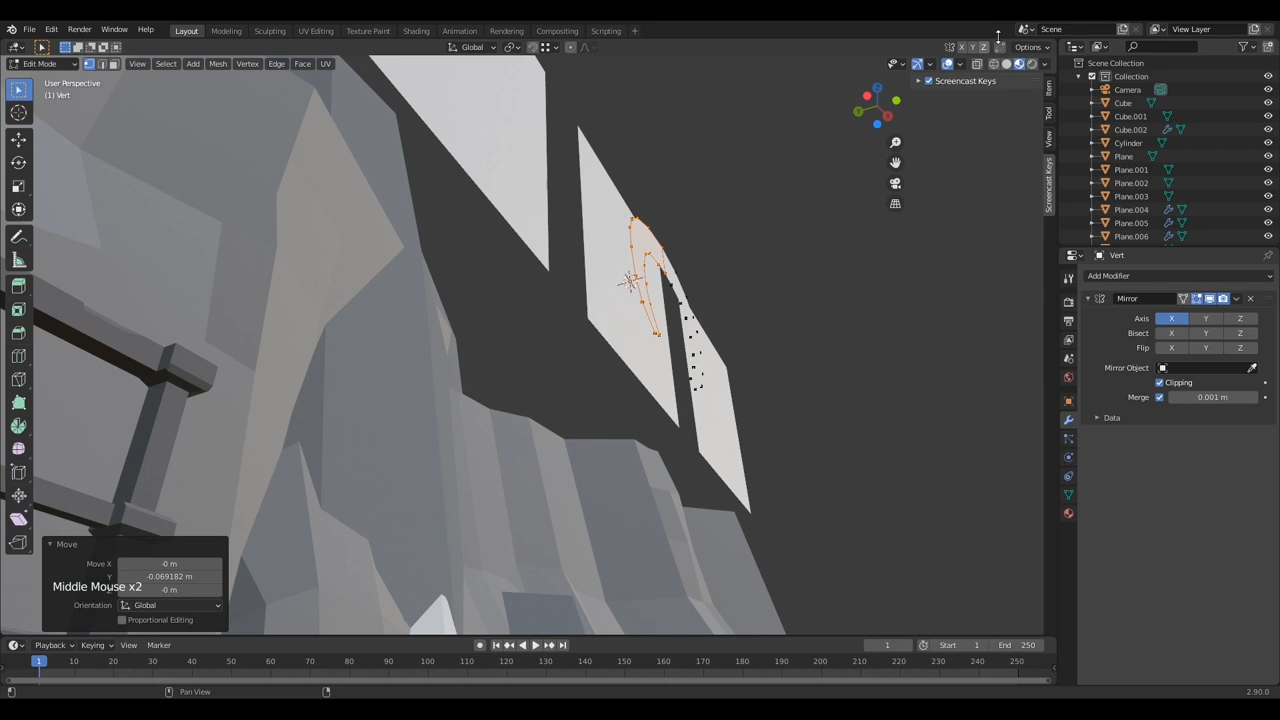 File Edit Render Window Help Layout Modeling Sculpting UV Editing Texture Paint Shading Animation Rendering Compositing Scripting + Scene View Layer
Global X Y Z Options
Edit Mode View Select Add Mesh Vertex Edge Face UV
User Perspective
(1) Vert
Screencast Keys
Item
Tool
View
Screencast Keys
X
Y
Z
Scene Collection
Collection
Camera
Cube
Cube.001
Cube.002
Cylinder
Plane
Plane.001
Plane.002
Plane.003
Plane.004
Plane.005
Plane.006
Vert
Add Modifier
Mirror
Axis X Y Z
Bisect X Y Z
Flip X Y Z
Mirror Object
Clipping
Merge 0.001 m
Data
Move
Move X -0 m
Y -0.069182 m
-0 m
Middle Mouse x2
Orientation Global
Proportional Editing
Playback Keying View Marker 1 Start 1 End 250
1 10 20 30 40 50 60 70 80 90 100 110 120 130 140 150 160 170 180 190 200 210 220 230 240 250
Pan View 2.90.0